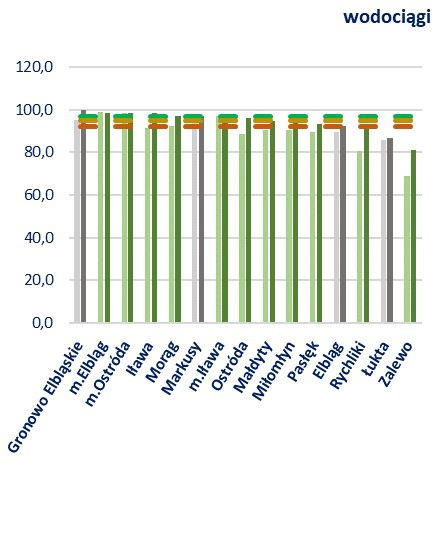 wodociągi
120,0
100,0
80,0
60,0
40,0
20,0
0,0
Gronowo Elbląskie
m.Elbląg
m.Ostróda
Iława
Morąg
Markusy
m.Iława
Ostróda
Małdyty
Miłomłyn
Pasłęk
Elbląg
Rychliki
Łukta
Zalewo